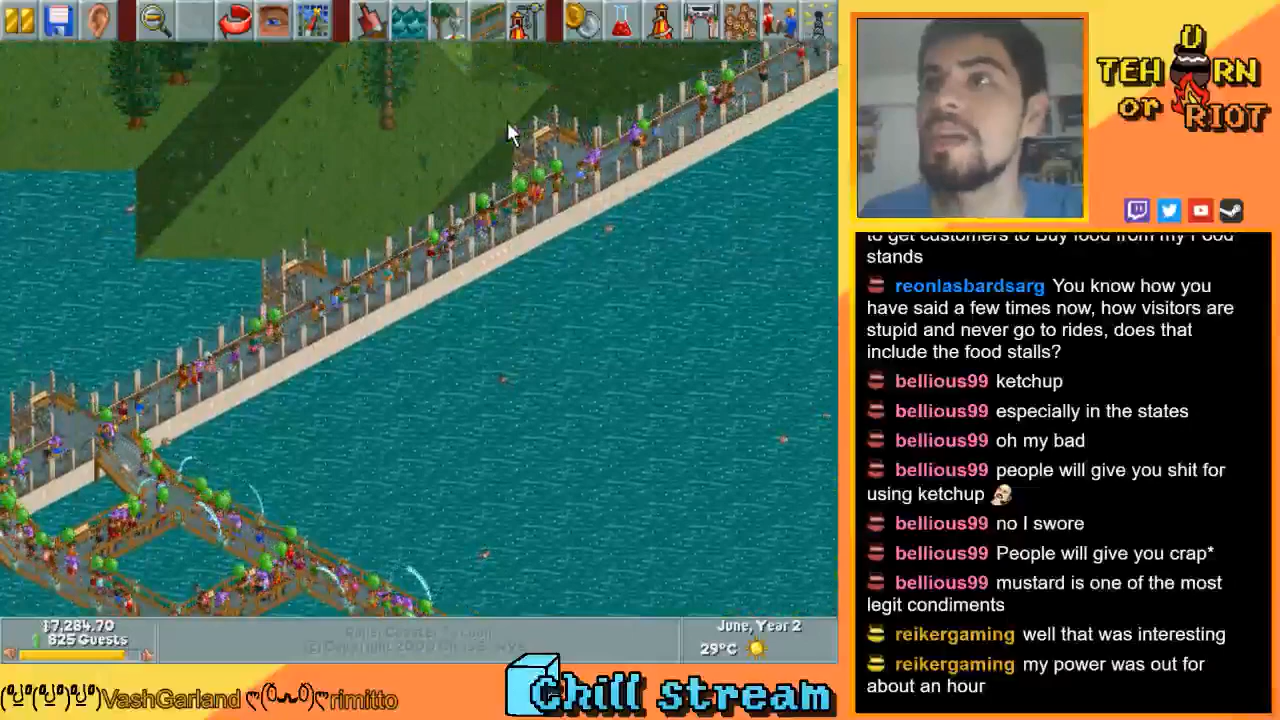 TEH URN
or RIOT
to get customers to Buy food from my Food
stands
reonlasbardsarg You know how you
have said a few times now, how visitors are
stupid and never go to rides, does that
include the food stalls?
bellious99 ketchup
bellious99 especially in the states
bellious99 oh my bad
bellious99 people will give you shit for
using ketchup
bellious99 no I swore
bellious99 People will give you crap*
bellious99 mustard is one of the most
legit condiments
reikergaming well that was interesting
reikergaming my power was out for
about an hour
$7,284.70
825 Guests
June, Year 2
29°C
VashGarland
rimitto
Chill stream